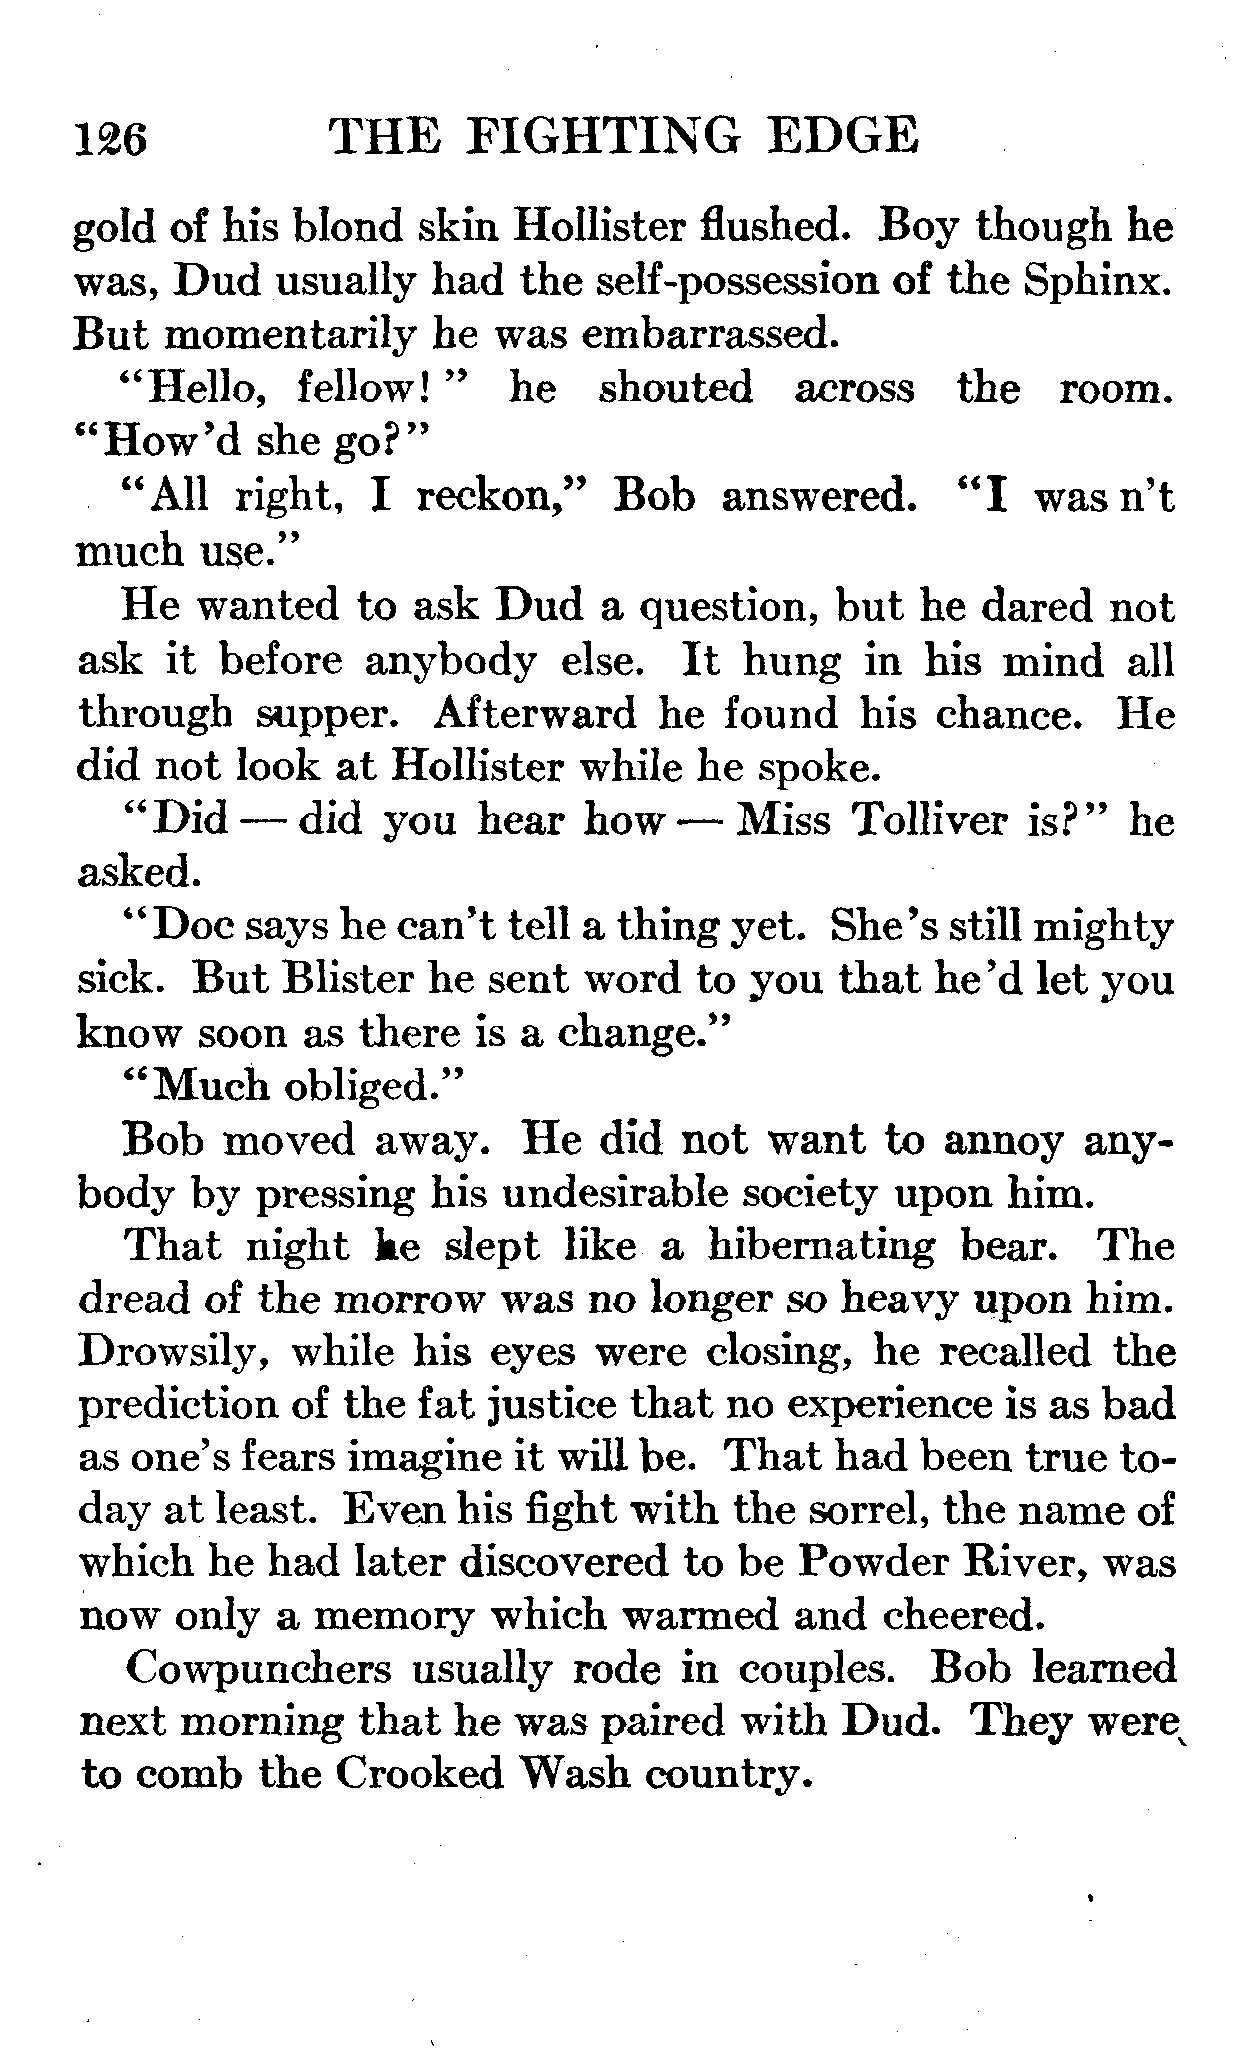 126 THE FIGHTING EDGE
gold of his blond skin Hollister flushed. Boy though he
was, Dud usually had the self-possession of the Sphinx.
But momentarily he was embarrassed.
"Hello, fellow!" he shouted across the room.
"How'd she go?"
"All right, I reckon," Bob answered. "I was n't
much use."
He wanted to ask Dud a question, but he dared not
ask it before anybody else. It hung in his mind all
through supper. Afterward he found his chance. He
did not look at Hollister while he spoke.
"Did — did you hear how — Miss Tolliver is?" he
asked.
"Doc says he can't tell a thing yet. She's still mighty
sick. But Blister he sent word to you that he'd let you
know soon as there is a change."
"Much obliged."
Bob moved away. He did not want to annoy any-
body by pressing his undesirable society upon him.
That night he slept like a hibernating bear. The
dread of the morrow was no longer so heavy upon him.
Drowsily, while his eyes were closing, he recalled the
prediction of the fat justice that no experience is as bad
as one's fears imagine it will be. That had been true to-
day at least. Even his fight with the sorrel, the name of
which he had later discovered to be Powder River, was
now only a memory which warmed and cheered.
Cowpunchers usually rode in couples. Bob learned
next morning that he was paired with Dud. They were
to comb the Crooked Wash country.